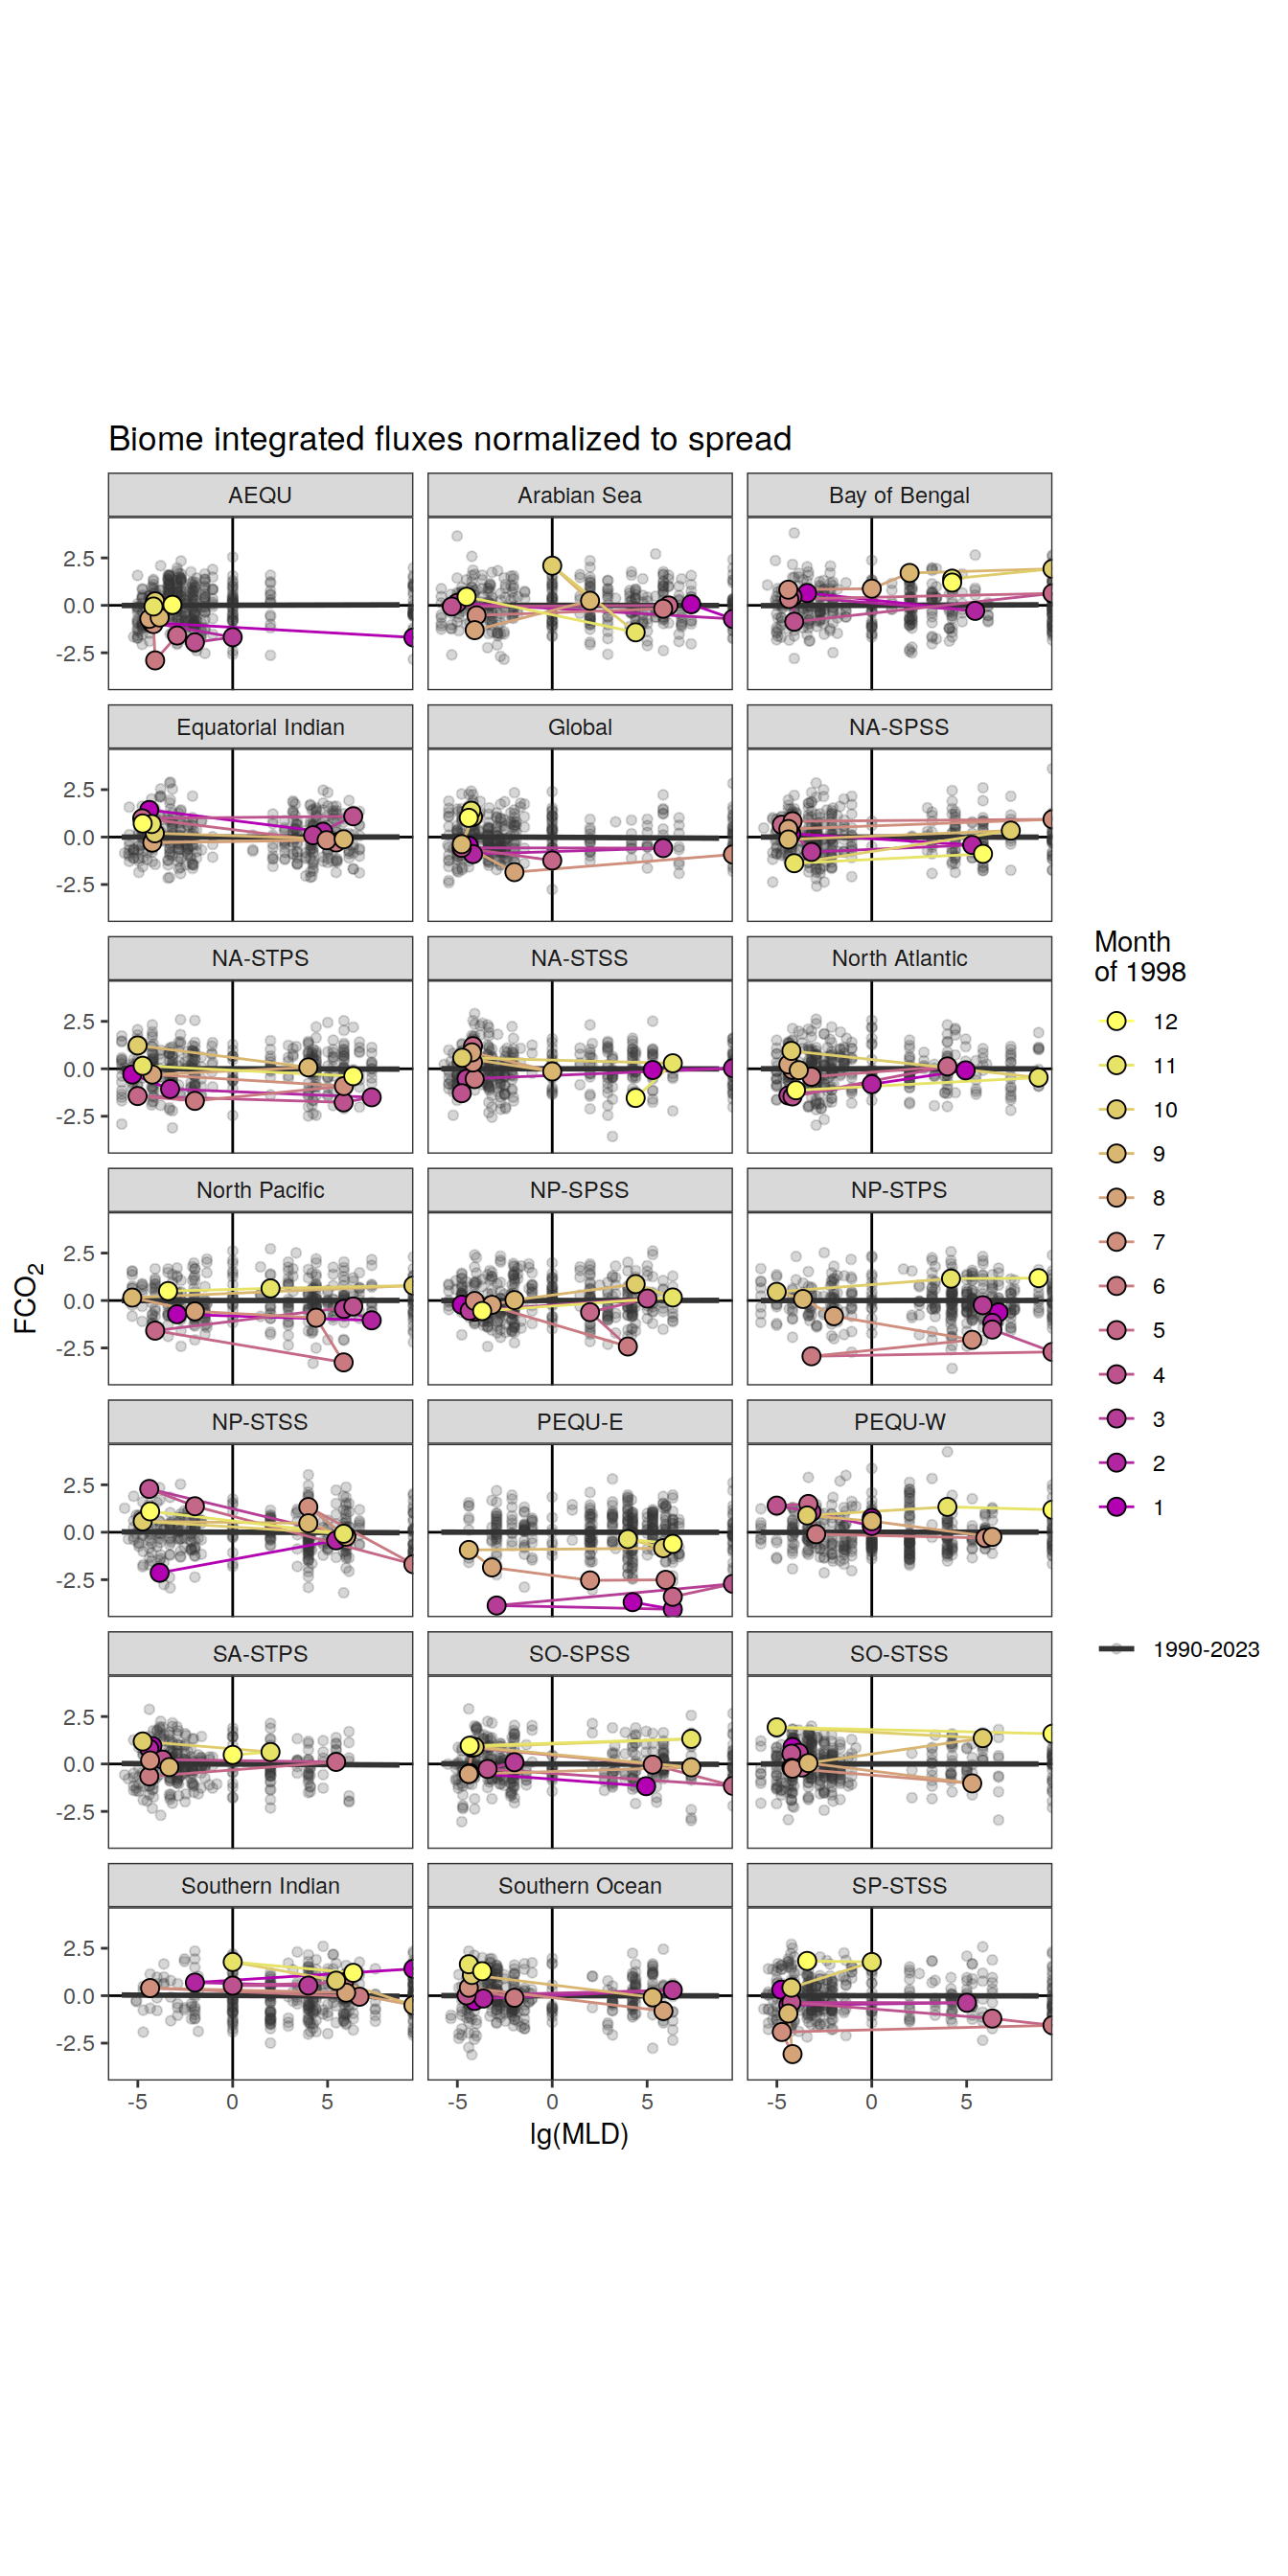 Biome integrated fluxes normalized to spread
AEQU
Arabian Sea
Bay of Bengal
2.5
0.0
-2.5
Equatorial Indian
Global
NA-SPSS
2.5
0.0
-2.5
NA-STPS
NA-STSS
North Atlantic
2.5
0.0
-2.5
North Pacific
NP-SPSS
NP-STPS
2.5
0.0
-2.5
NP-STSS
PEQU-E
PEQU-W
2.5
0.0
-2.5
SA-STPS
SO-SPSS
SO-STSS
2.5
0.0
-2.5
Southern Indian
Southern Ocean
SP-STSS
2.5
0.0
-2.5
-5 0 5
-5 0 5
-5 0 5
lg(MLD)
FCO₂
Month
of 1998
12
11
10
9
8
7
6
5
4
3
2
1
1990-2023